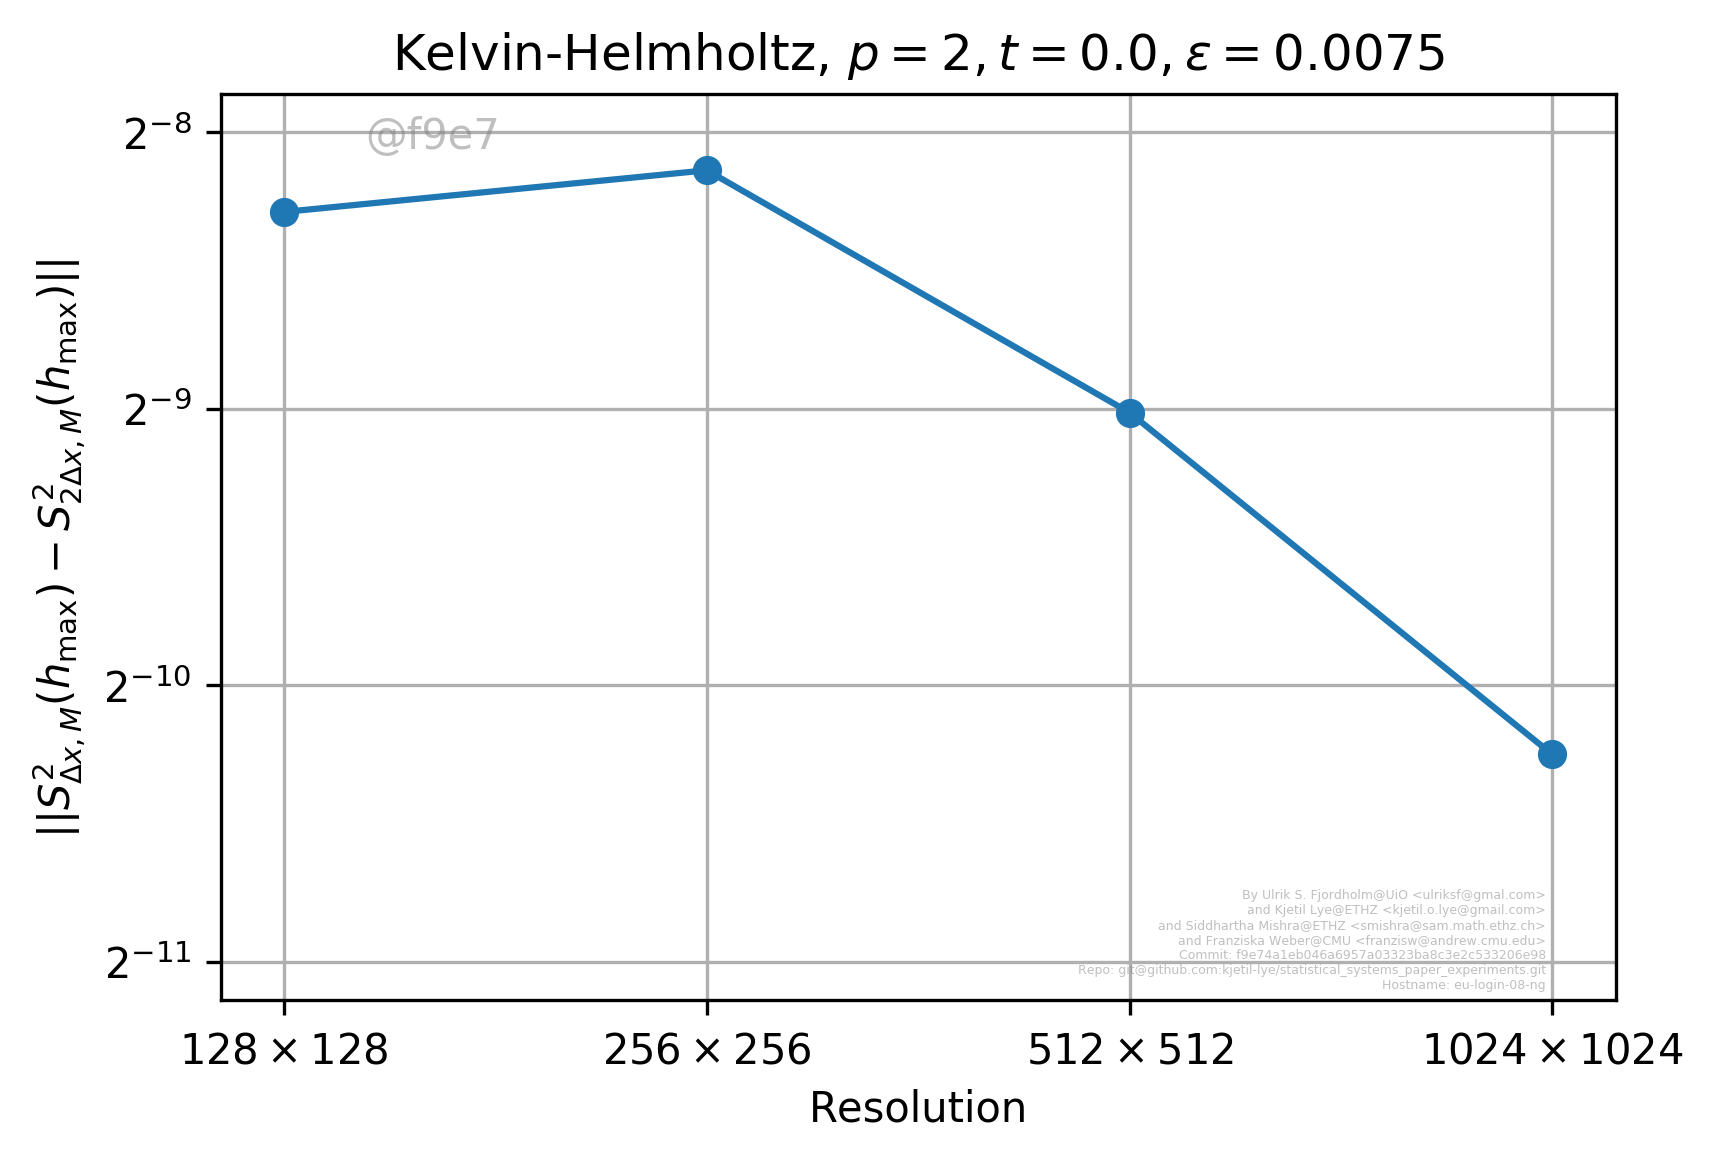 Kelvin-Helmholtz, p = 2, t = 0.0, ε = 0.0075
@f9e7
2⁻⁸
2⁻⁹
2⁻¹⁰
2⁻¹¹
||S²_{Δx,M}(h_max) − S²_{2Δx,M}(h_max)||
By Ulrik S. Fjordholm@UiO <ulriksf@gmal.com>
and Kjetil Lye@ETHZ <kjetil.o.lye@gmail.com>
and Siddhartha Mishra@ETHZ <smishra@sam.math.ethz.ch>
and Franziska Weber@CMU <franzisw@andrew.cmu.edu>
Commit: f9e74a1eb046a6957a03323ba8c3e2c533206e98
Repo: git@github.com:kjetil-lye/statistical_systems_paper_experiments.git
Hostname: eu-login-08-ng
128 × 128
256 × 256
512 × 512
1024 × 1024
Resolution